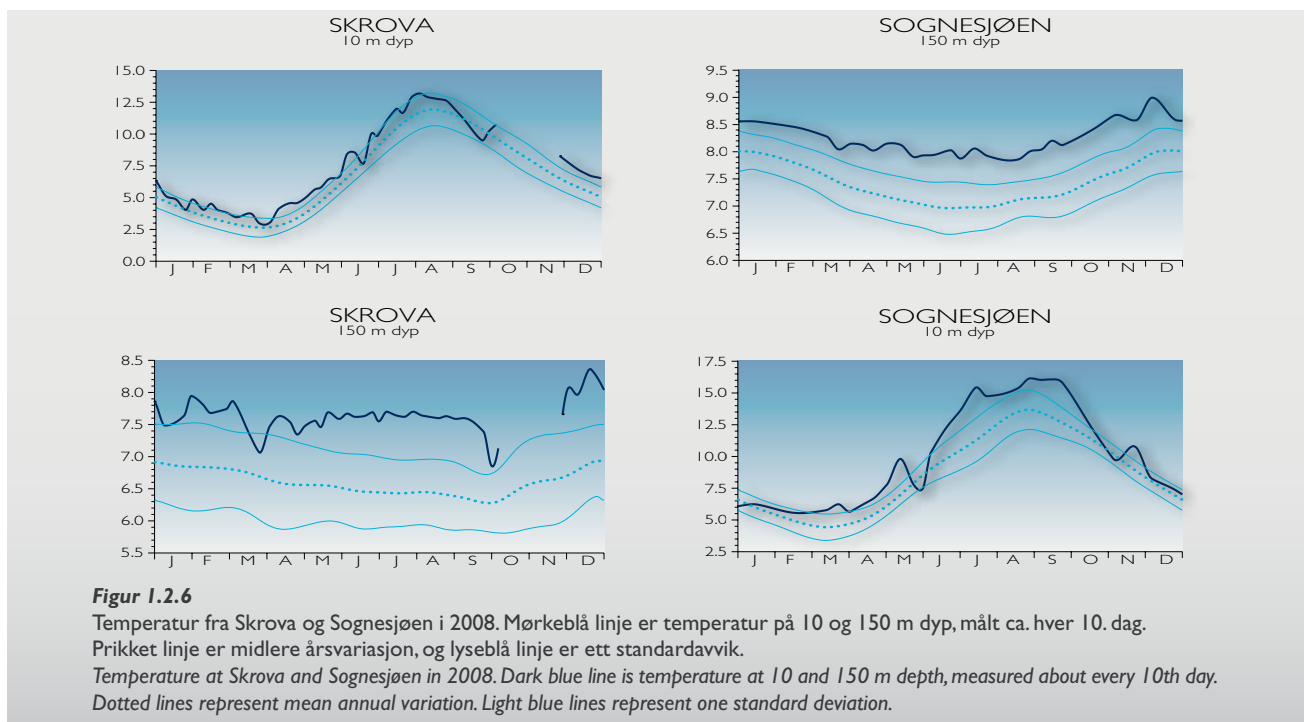 SKROVA
10 m dyp
15.0
12.5
10.0
7.5
5.0
2.5
0.0
J F M A M J J A S O N D
SOGNESJØEN
150 m dyp
9.5
9.0
8.5
8.0
7.5
7.0
6.5
6.0
J F M A M J J A S O N D
SKROVA
150 m dyp
8.5
8.0
7.5
7.0
6.5
6.0
5.5
J F M A M J J A S O N D
SOGNESJØEN
10 m dyp
17.5
15.0
12.5
10.0
7.5
5.0
2.5
J F M A M J J A S O N D
Figur 1.2.6
Temperatur fra Skrova og Sognesjøen i 2008. Mørkeblå linje er temperatur på 10 og 150 m dyp, målt ca. hver 10. dag.
Prikket linje er midlere årsvariasjon, og lyseblå linje er ett standardavvik.
Temperature at Skrova and Sognesjøen in 2008. Dark blue line is temperature at 10 and 150 m depth, measured about every 10th day.
Dotted lines represent mean annual variation. Light blue lines represent one standard deviation.